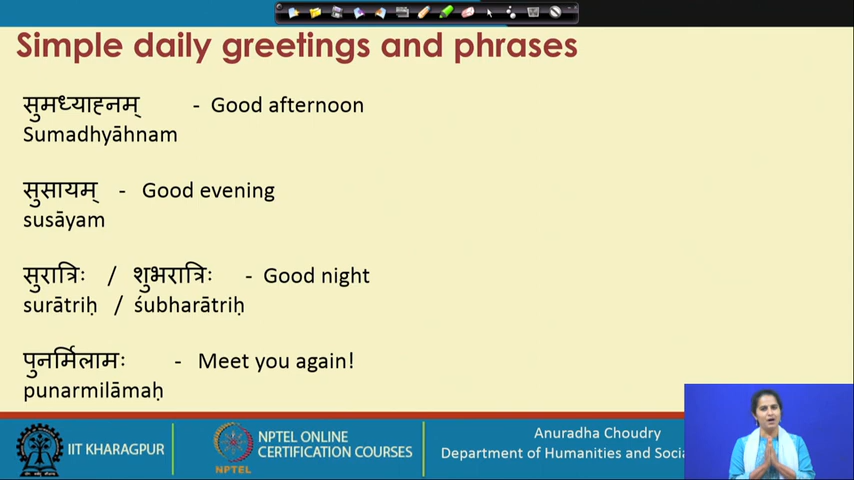 Simple daily greetings and phrases
सुमध्याह्नम् - Good afternoon
Sumadhyāhnam
सुसायम् - Good evening
susāyam
सुरात्रिः / शुभरात्रिः - Good night
surātriḥ / śubharātriḥ
पुनर्मिलामः - Meet you again!
punarmilāmaḥ
IIT KHARAGPUR
NPTEL
NPTEL ONLINE
CERTIFICATION COURSES
Anuradha Choudry
Department of Humanities and Socia